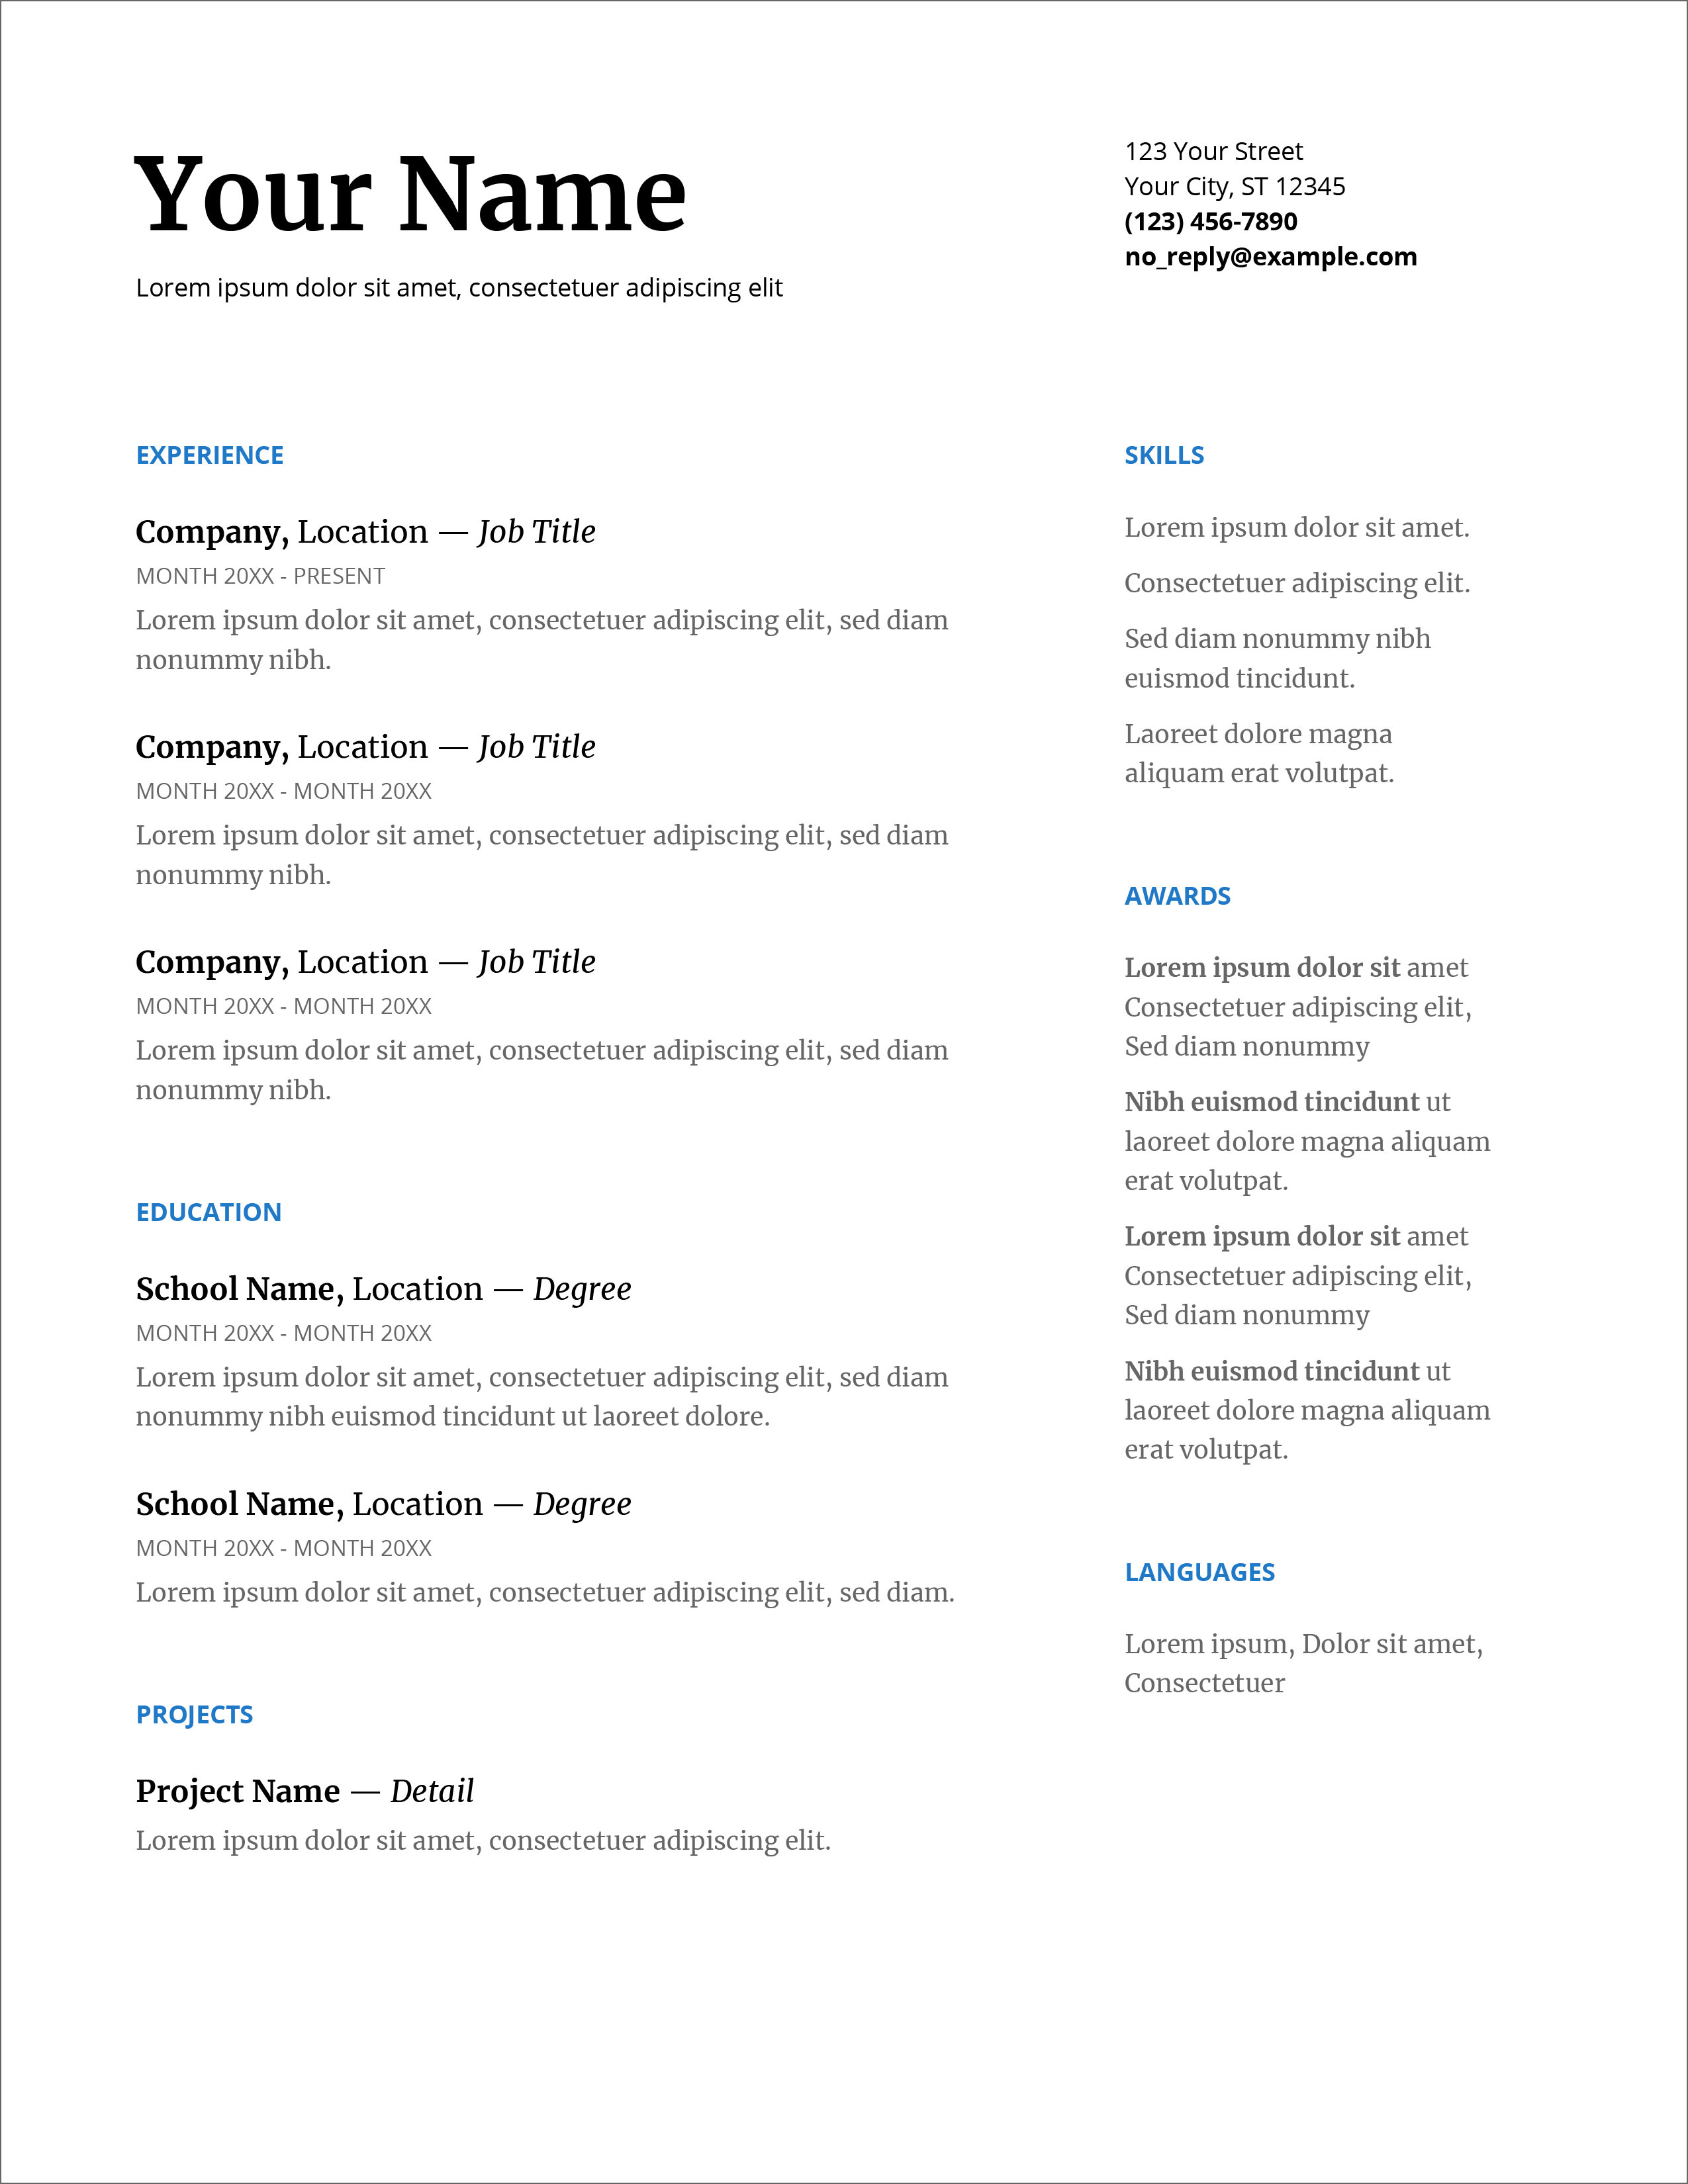 Your Name
Lorem ipsum dolor sit amet, consectetuer adipiscing elit
123 Your Street
Your City, ST 12345
(123) 456-7890
no_reply@example.com
EXPERIENCE
Company, Location — Job Title
MONTH 20XX - PRESENT
Lorem ipsum dolor sit amet, consectetuer adipiscing elit, sed diam
nonummy nibh.
Company, Location — Job Title
MONTH 20XX - MONTH 20XX
Lorem ipsum dolor sit amet, consectetuer adipiscing elit, sed diam
nonummy nibh.
Company, Location — Job Title
MONTH 20XX - MONTH 20XX
Lorem ipsum dolor sit amet, consectetuer adipiscing elit, sed diam
nonummy nibh.
EDUCATION
School Name, Location — Degree
MONTH 20XX - MONTH 20XX
Lorem ipsum dolor sit amet, consectetuer adipiscing elit, sed diam
nonummy nibh euismod tincidunt ut laoreet dolore.
School Name, Location — Degree
MONTH 20XX - MONTH 20XX
Lorem ipsum dolor sit amet, consectetuer adipiscing elit, sed diam.
PROJECTS
Project Name — Detail
Lorem ipsum dolor sit amet, consectetuer adipiscing elit.
SKILLS
Lorem ipsum dolor sit amet.
Consectetuer adipiscing elit.
Sed diam nonummy nibh
euismod tincidunt.
Laoreet dolore magna
aliquam erat volutpat.
AWARDS
Lorem ipsum dolor sit amet
Consectetuer adipiscing elit,
Sed diam nonummy
Nibh euismod tincidunt ut
laoreet dolore magna aliquam
erat volutpat.
Lorem ipsum dolor sit amet
Consectetuer adipiscing elit,
Sed diam nonummy
Nibh euismod tincidunt ut
laoreet dolore magna aliquam
erat volutpat.
LANGUAGES
Lorem ipsum, Dolor sit amet,
Consectetuer